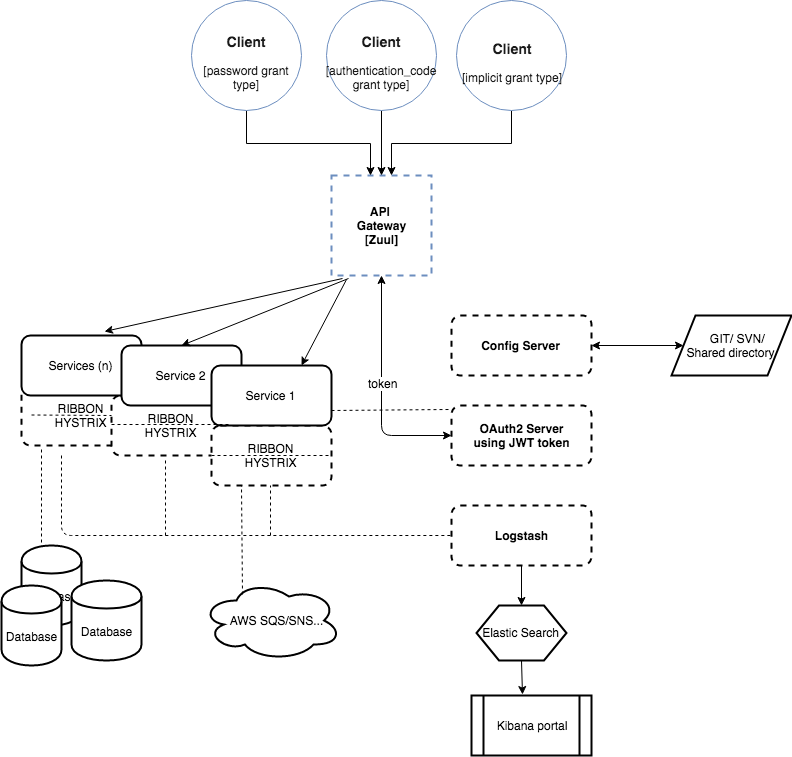 Client
[password grant
type]
Client
[authentication_code
grant type]
Client
[implicit grant type]
API
Gateway
[Zuul]
Services (n)
Service 2
Service 1
RIBBON
HYSTRIX
RIBBON
HYSTRIX
RIBBON
HYSTRIX
token
Config Server
GIT/ SVN/
Shared directory
OAuth2 Server
using JWT token
Logstash
Database
Database
AWS SQS/SNS...
Elastic Search
Kibana portal